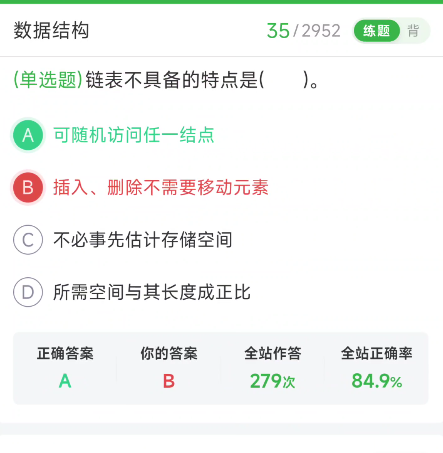 数据结构 35/2952 练题 背
(单选题)链表不具备的特点是(　　)。
A 可随机访问任一结点
B 插入、删除不需要移动元素
C 不必事先估计存储空间
D 所需空间与其长度成正比
正确答案 你的答案 全站作答 全站正确率
A B 279次 84.9%